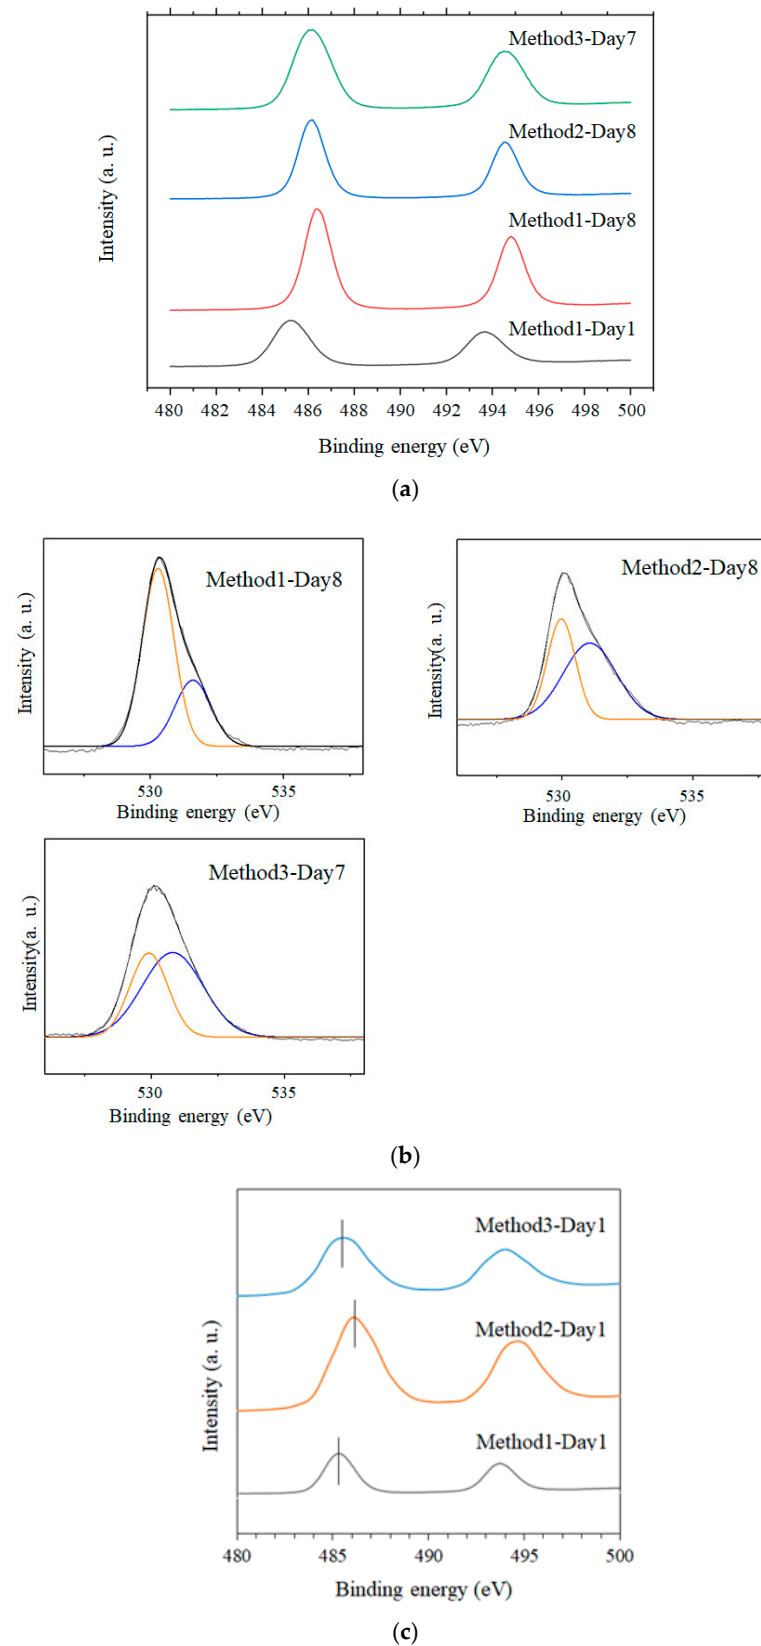 Method3-Day7
Method2-Day8
Method1-Day8
Method1-Day1
Intensity (a. u.)
480 482 484 486 488 490 492 494 496 498 500
Binding energy (eV)
(a)
Method1-Day8
Intensity (a. u.)
530 535
Binding energy (eV)
Method2-Day8
Intensity(a. u.)
530 535
Binding energy (eV)
Method3-Day7
Intensity(a. u.)
530 535
Binding energy (eV)
(b)
Method3-Day1
Method2-Day1
Method1-Day1
Intensity (a. u.)
480 485 490 495 500
Binding energy (eV)
(c)